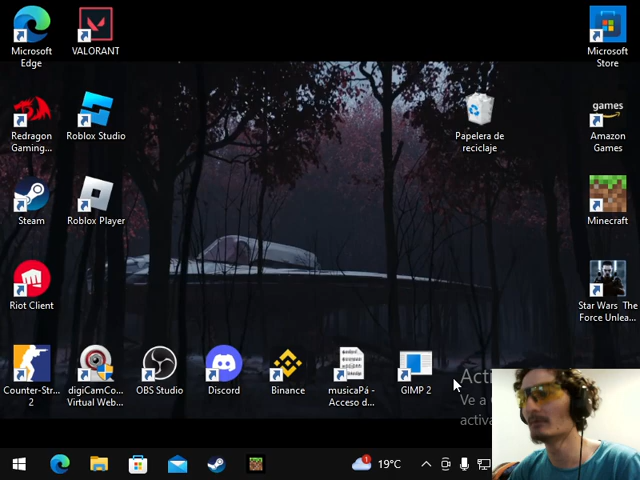 Microsoft
Edge
VALORANT
Microsoft
Store
Redragon
Gaming...
Roblox Studio
Papelera de
reciclaje
games
Amazon
Games
Steam
Roblox Player
Minecraft
Riot Client
Star Wars The
Force Unlea...
Counter-Str...
2
digiCamCo...
Virtual Web...
OBS Studio
Discord
Binance
musicaPá -
Acceso d...
GIMP 2
Acti
Ve a C
activa
1
19°C